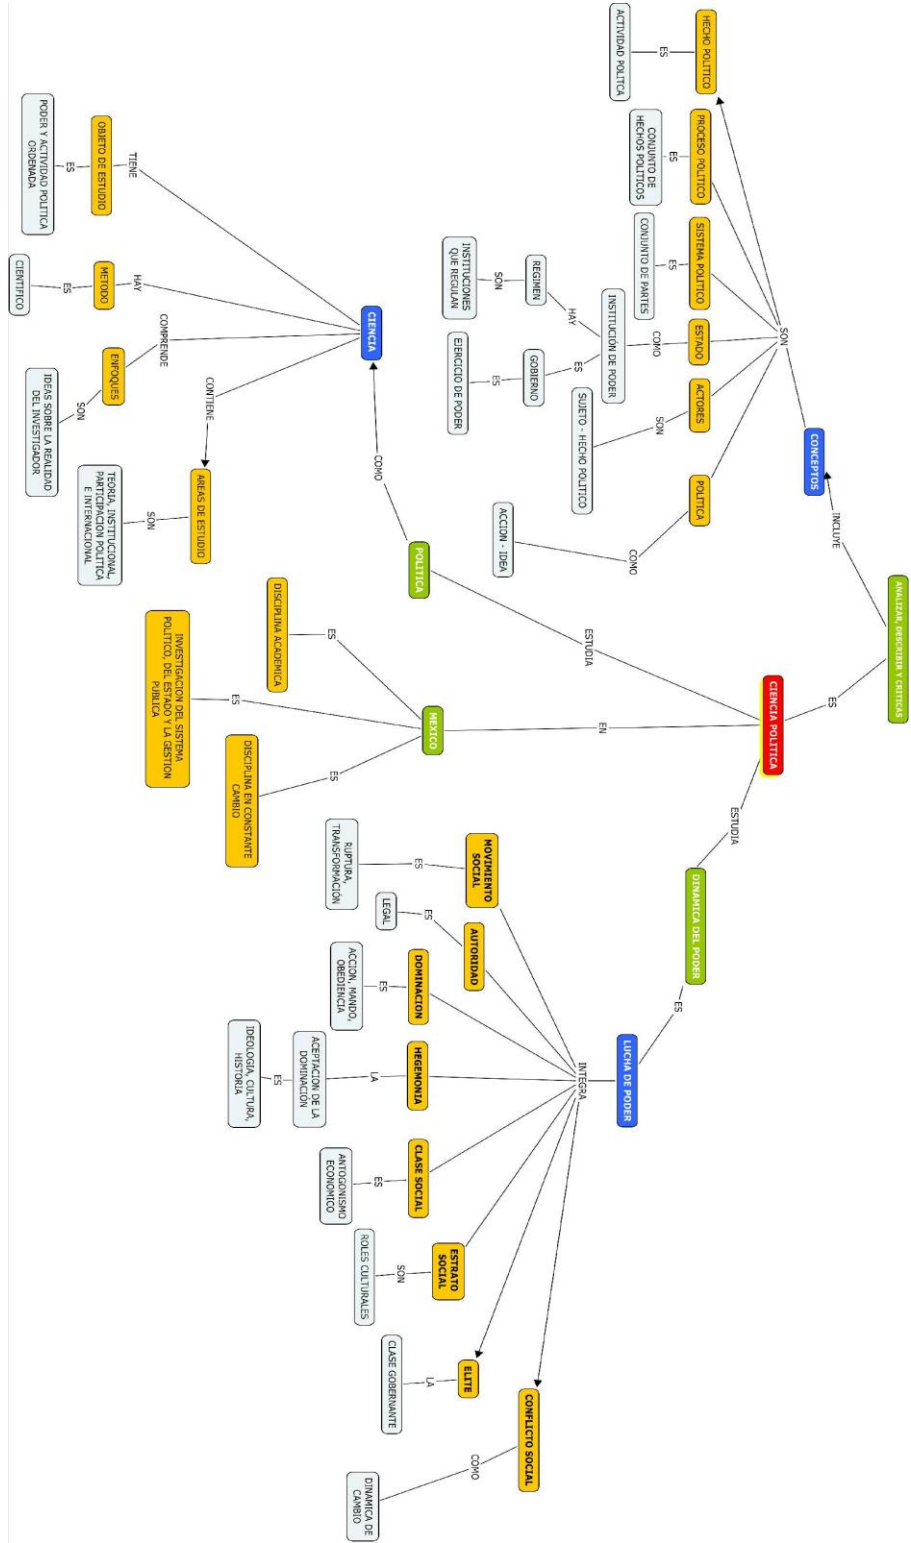 ANALIZAR, DESCRIBIR Y CRITICAS
INCLUYE
ES
CONCEPTOS
CIENCIA POLITICA
SON
HECHO POLITICO
ES
ACTIVIDAD POLITCA
PROCESO POLITICO
ES
CONJUNTO DE
HECHOS POLITICOS
SISTEMA POLITICO
ES
CONJUNTO DE PARTES
ESTADO
COMO
INSTITUCIÓN DE PODER
HAY
REGIMEN
SON
INSTITUCIONES
QUE REGULAN
ES
GOBIERNO
ES
EJERCICIO DE PODER
ACTORES
SON
SUJETO - HECHO POLITICO
POLITICA
COMO
ACCION - IDEA
ESTUDIA
POLITICA
COMO
CIENCIA
TIENE
OBJETO DE ESTUDIO
ES
PODER Y ACTIVIDAD POLITICA
ORDENADA
HAY
METODO
ES
CIENTIFICO
COMPRENDE
ENFOQUES
SON
IDEAS SOBRE LA REALIDAD
DEL INVESTIGADOR
CONTIENE
AREAS DE ESTUDIO
SON
TEORIA, INSTITUCIONAL,
PARTICIPACION POLITICA
E INTERNACIONAL
EN
MEXICO
ES
DISCIPLINA ACADEMICA
ES
INVESTIGACION DEL SISTEMA
POLITICO, DEL ESTADO Y LA GESTION
PUBLICA
ES
DISCIPLINA EN CONSTANTE
CAMBIO
ESTUDIA
DINAMICA DEL PODER
ES
LUCHA DE PODER
INTEGRA
MOVIMIENTO
SOCIAL
ES
RUPTURA,
TRANSFORMACIÓN
AUTORIDAD
ES
LEGAL
DOMINACION
ES
ACCION, MANDO,
OBEDIENCIA
HEGEMONIA
LA
ACEPTACION DE LA
DOMINACIÓN
ES
IDEOLOGIA, CULTURA,
HISTORIA
CLASE SOCIAL
ES
ANTOGONISMO
ECONOMICO
ESTRATO
SOCIAL
SON
ROLES CULTURALES
ELITE
LA
CLASE GOBERNANTE
CONFLICTO SOCIAL
COMO
DINAMICA DE
CAMBIO